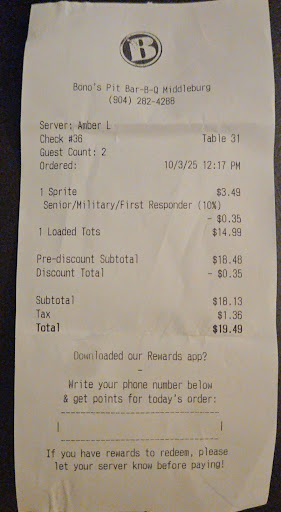 B
Bono's Pit Bar-B-Q Middleburg
(904) 282-4288
Server: Amber L
Check #36 Table 31
Guest Count: 2
Ordered: 10/3/25 12:17 PM
1 Sprite $3.49
Senior/Military/First Responder (10%)
- $0.35
1 Loaded Tots $14.99
Pre-discount Subtotal $18.48
Discount Total - $0.35
Subtotal $18.13
Tax $1.36
Total $19.49
Downloaded our Rewards app?
-
Write your phone number below
& get points for today's order:
If you have rewards to redeem, please
let your server know before paying!